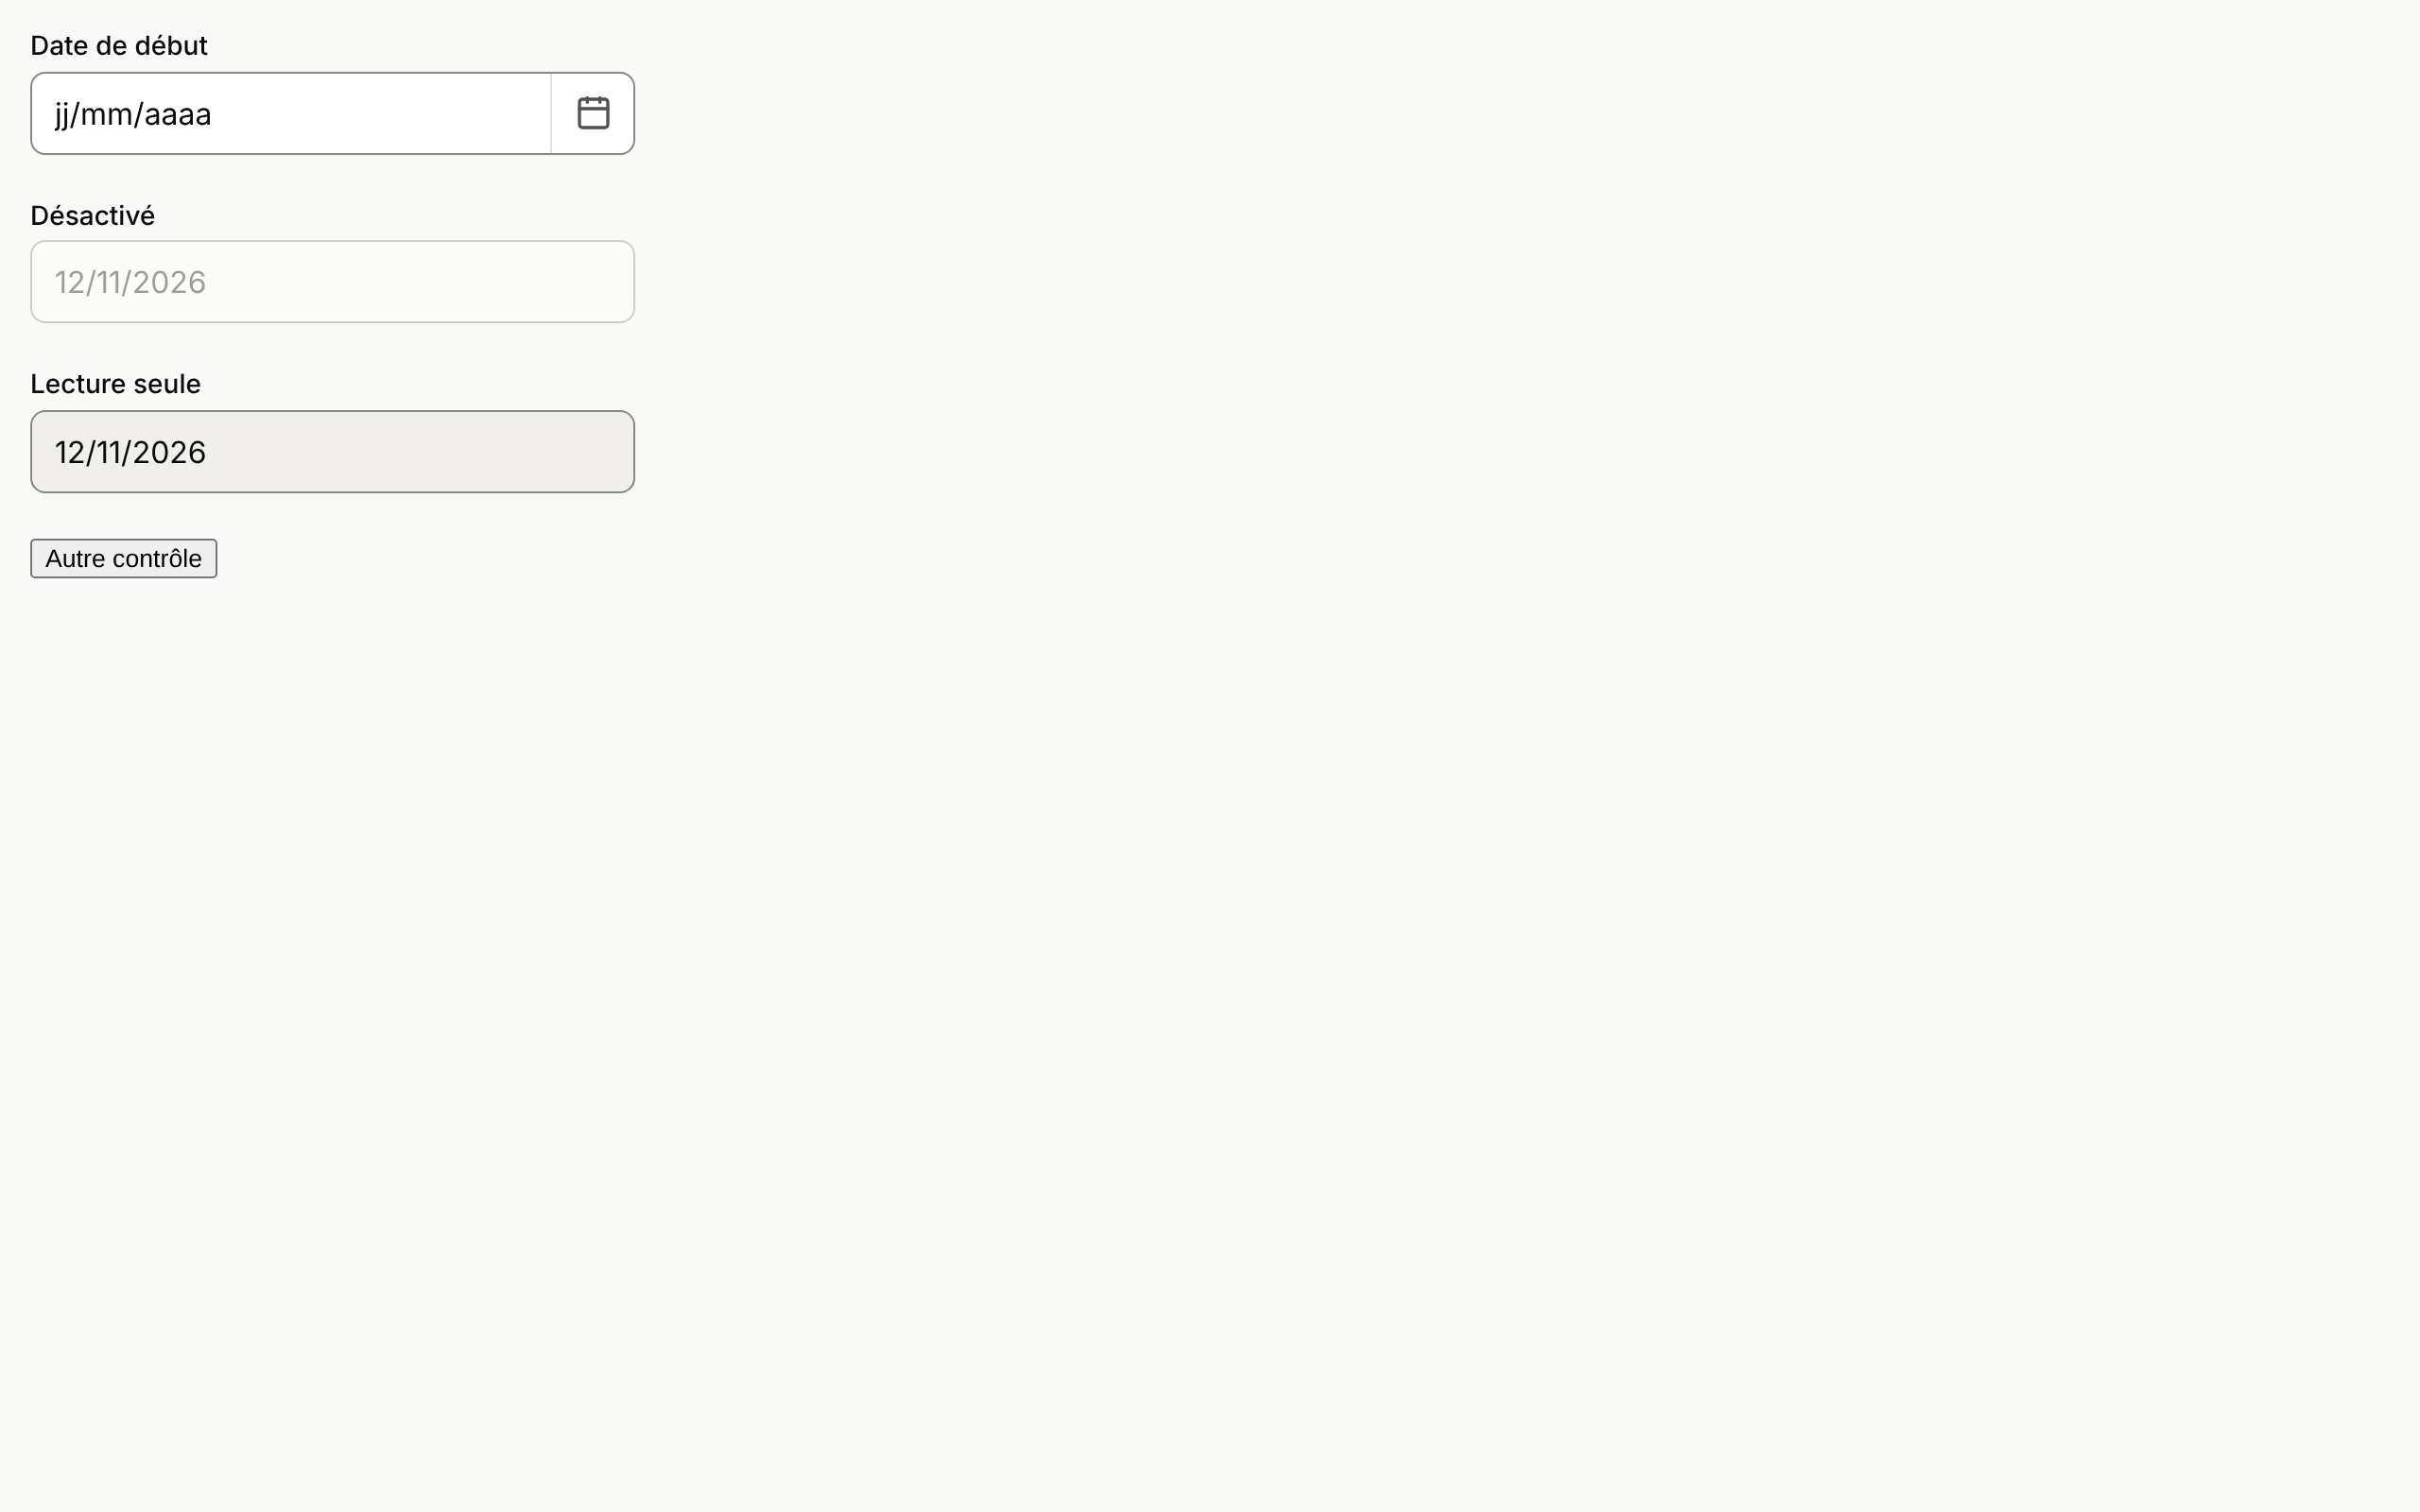 Date de début
jj/mm/aaaa
Désactivé
12/11/2026
Lecture seule
12/11/2026
Autre contrôle